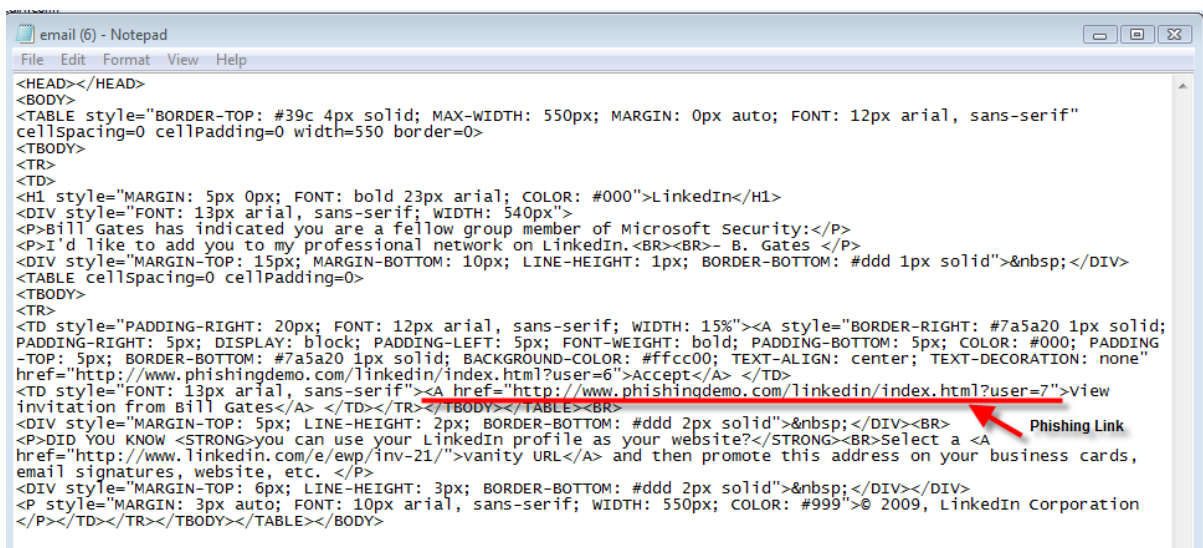 email (6) - Notepad
File Edit Format View Help
<HEAD></HEAD>
<BODY>
<TABLE style="BORDER-TOP: #39c 4px solid; MAX-WIDTH: 550px; MARGIN: 0px auto; FONT: 12px arial, sans-serif"
cellSpacing=0 cellPadding=0 width=550 border=0>
<TBODY>
<TR>
<TD>
<H1 style="MARGIN: 5px 0px; FONT: bold 23px arial; COLOR: #000">LinkedIn</H1>
<DIV style="FONT: 13px arial, sans-serif; WIDTH: 540px">
<P>Bill Gates has indicated you are a fellow group member of Microsoft Security:</P>
<P>I'd like to add you to my professional network on LinkedIn.<BR><BR>- B. Gates </P>
<DIV style="MARGIN-TOP: 15px; MARGIN-BOTTOM: 10px; LINE-HEIGHT: 1px; BORDER-BOTTOM: #ddd 1px solid">&nbsp;</DIV>
<TABLE cellSpacing=0 cellPadding=0>
<TBODY>
<TR>
<TD style="PADDING-RIGHT: 20px; FONT: 12px arial, sans-serif; WIDTH: 15%"><A style="BORDER-RIGHT: #7a5a20 1px solid;
PADDING-RIGHT: 5px; DISPLAY: block; PADDING-LEFT: 5px; FONT-WEIGHT: bold; PADDING-BOTTOM: 5px; COLOR: #000; PADDING
-TOP: 5px; BORDER-BOTTOM: #7a5a20 1px solid; BACKGROUND-COLOR: #ffcc00; TEXT-ALIGN: center; TEXT-DECORATION: none"
href="http://www.phishingdemo.com/linkedin/index.html?user=6">Accept</A> </TD>
<TD style="FONT: 13px arial, sans-serif"><A href="http://www.phishingdemo.com/linkedin/index.html?user=7">View
invitation from Bill Gates</A> </TD></TR></TBODY></TABLE><BR>
<DIV style="MARGIN-TOP: 5px; LINE-HEIGHT: 2px; BORDER-BOTTOM: #ddd 2px solid">&nbsp;</DIV><BR>
Phishing Link
<P>DID YOU KNOW <STRONG>you can use your LinkedIn profile as your website?</STRONG><BR>Select a <A
href="http://www.linkedin.com/e/ewp/inv-21/">vanity URL</A> and then promote this address on your business cards,
email signatures, website, etc. </P>
<DIV style="MARGIN-TOP: 6px; LINE-HEIGHT: 3px; BORDER-BOTTOM: #ddd 2px solid">&nbsp;</DIV></DIV>
<P style="MARGIN: 3px auto; FONT: 10px arial, sans-serif; WIDTH: 550px; COLOR: #999">© 2009, LinkedIn Corporation
</P></TD></TR></TBODY></TABLE></BODY>